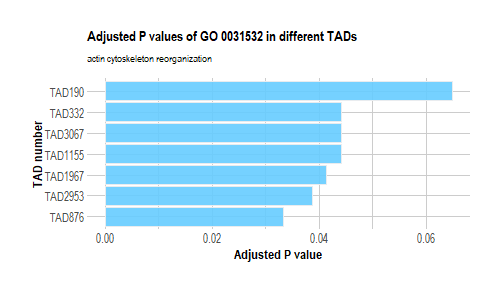 Adjusted P values of GO 0031532 in different TADs
actin cytoskeleton reorganization
TAD190
TAD332
TAD3067
TAD1155
TAD1967
TAD2953
TAD876
TAD number
0.00 0.02 0.04 0.06
Adjusted P value